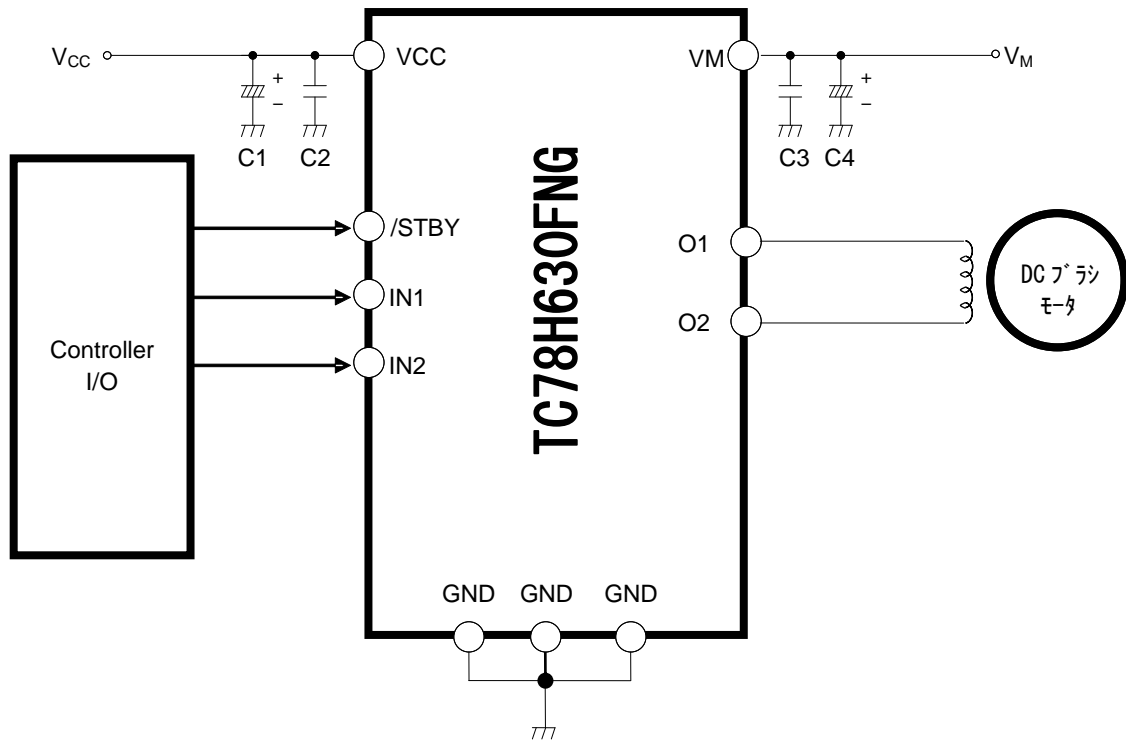 VCC
VCC
VM
VM
+
−
+
−
C1
C2
C3
C4
TC78H630FNG
/STBY
IN1
IN2
Controller
I/O
O1
O2
DC ブラシ
モータ
GND
GND
GND